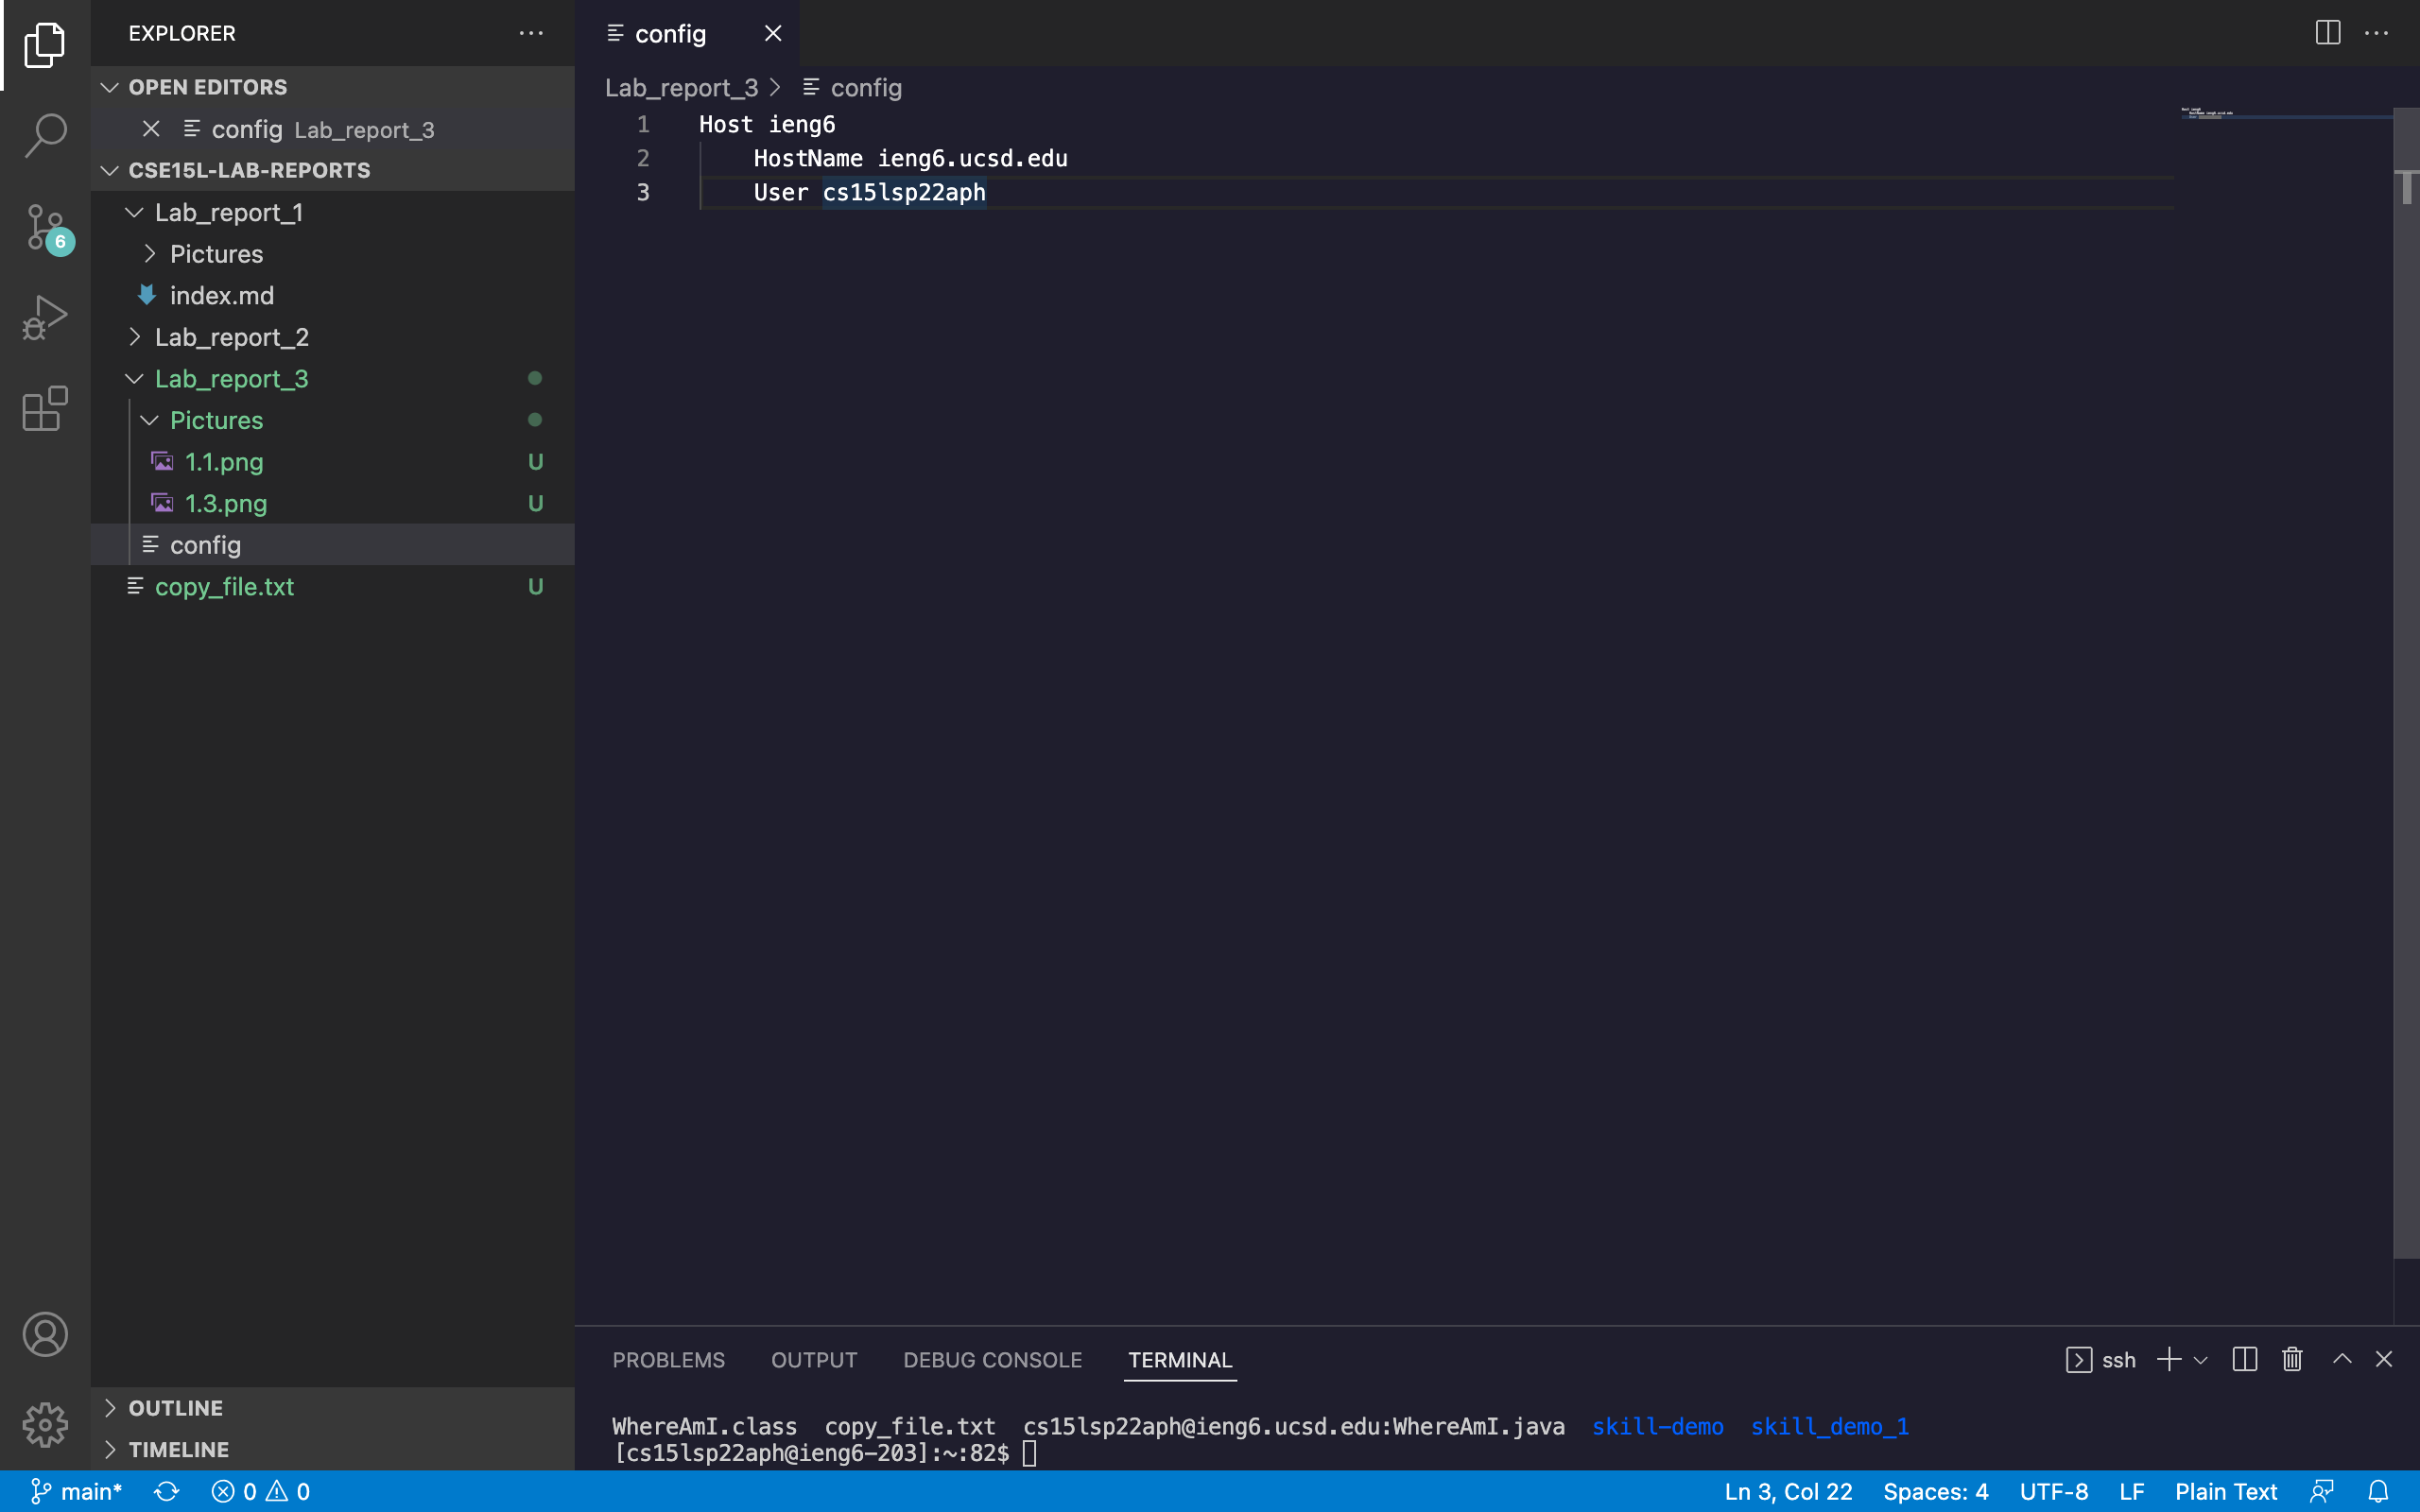 EXPLORER
OPEN EDITORS
config Lab_report_3
CSE15L-LAB-REPORTS
Lab_report_1
Pictures
index.md
Lab_report_2
Lab_report_3
Pictures
1.1.png U
1.3.png U
config
copy_file.txt U
OUTLINE
TIMELINE
6
config
Lab_report_3 > config
1 Host ieng6
2     HostName ieng6.ucsd.edu
3     User cs15lsp22aph
PROBLEMS OUTPUT DEBUG CONSOLE TERMINAL
ssh
WhereAmI.class  copy_file.txt  cs15lsp22aph@ieng6.ucsd.edu:WhereAmI.java  skill-demo  skill_demo_1
[cs15lsp22aph@ieng6-203]:~:82$
main* 0 0 Ln 3, Col 22 Spaces: 4 UTF-8 LF Plain Text